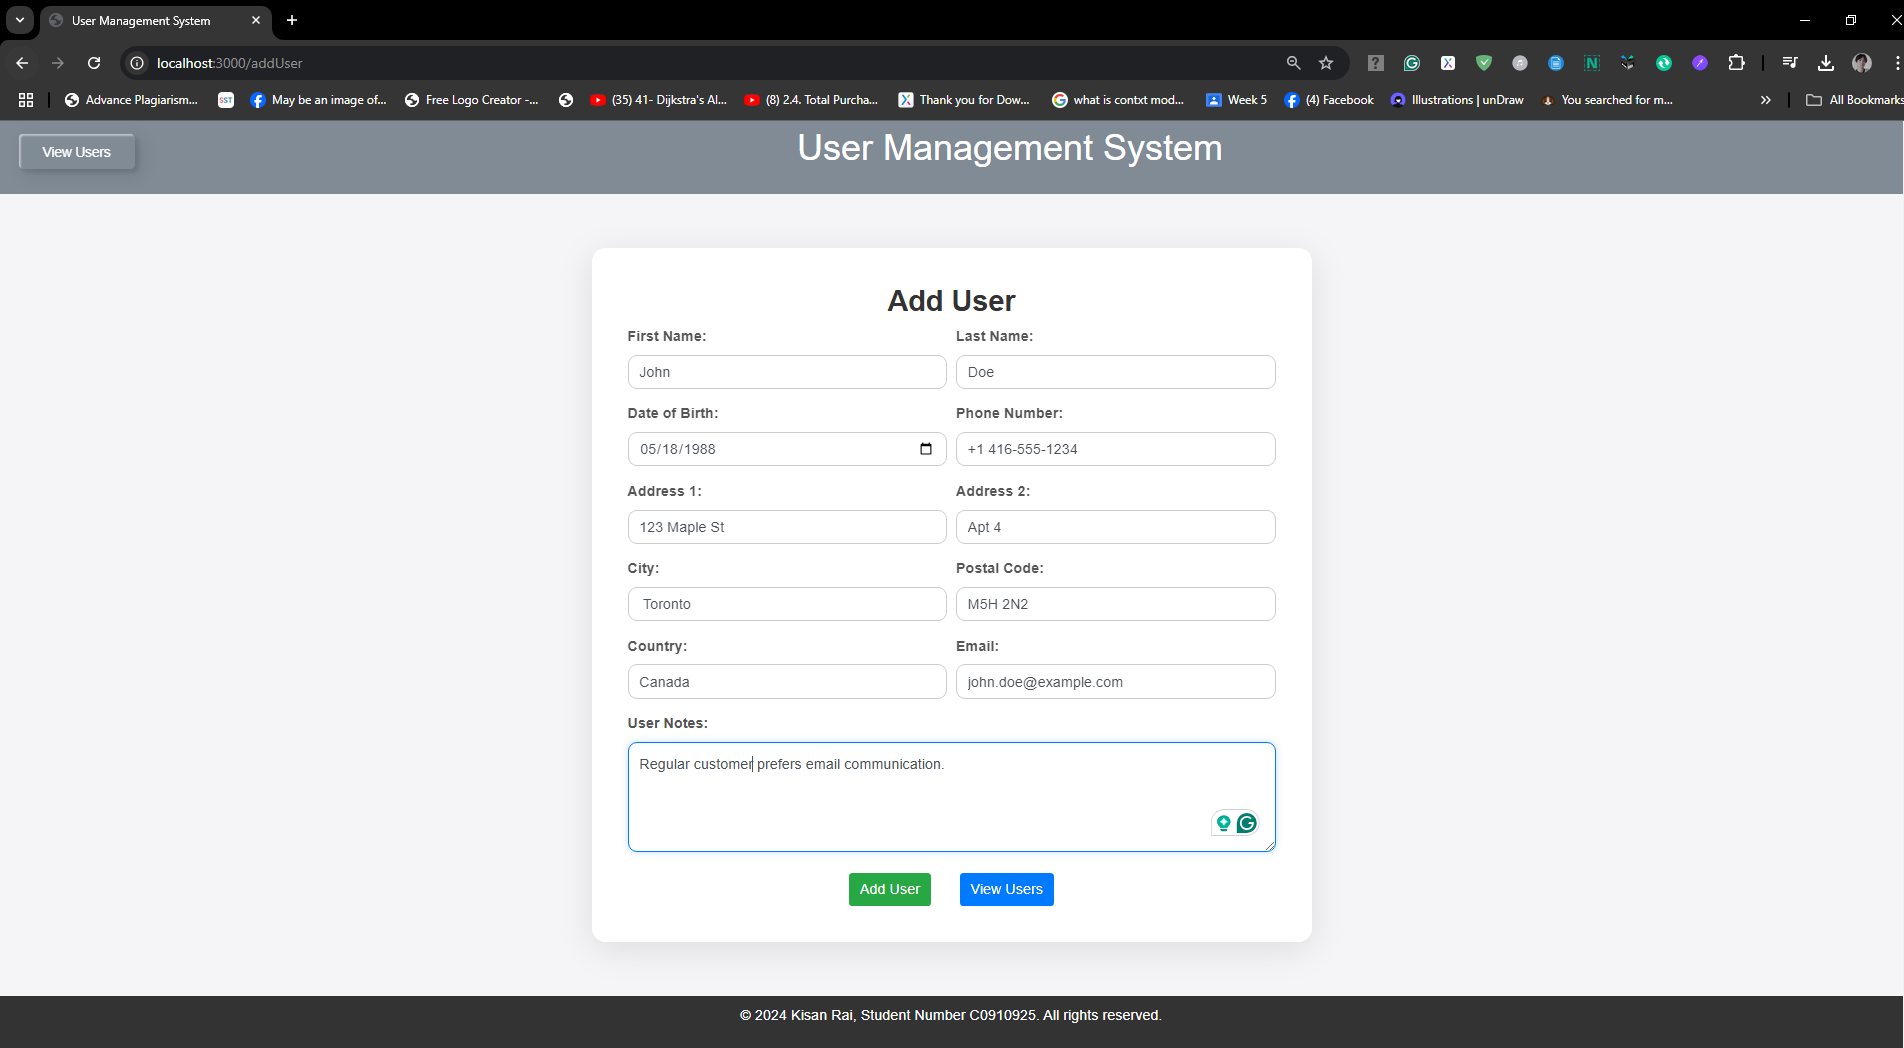 User Management System
localhost:3000/addUser
Advance Plagiarism... SST May be an image of... Free Logo Creator -... (35) 41- Dijkstra's Al... (8) 2.4. Total Purcha... Thank you for Dow... what is contxt mod... Week 5 (4) Facebook Illustrations | unDraw You searched for m... All Bookmarks
View Users
User Management System
Add User
First Name: Last Name:
John Doe
Date of Birth: Phone Number:
05/18/1988 +1 416-555-1234
Address 1: Address 2:
123 Maple St Apt 4
City: Postal Code:
Toronto M5H 2N2
Country: Email:
Canada john.doe@example.com
User Notes:
Regular customer prefers email communication.
Add User View Users
© 2024 Kisan Rai, Student Number C0910925. All rights reserved.